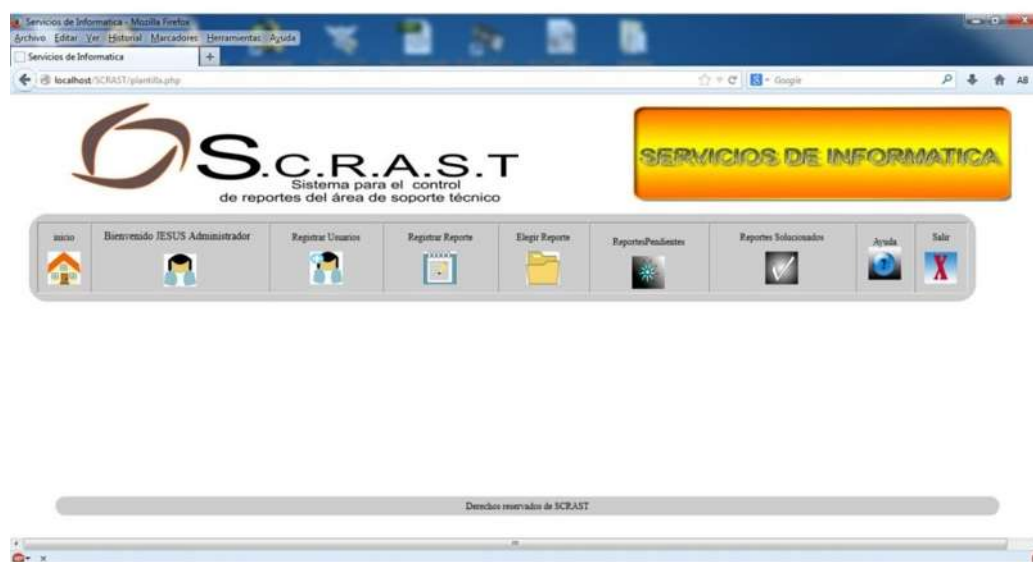 Servicios de Informatica - Mozilla Firefox
Archivo Editar Ver Historial Marcadores Herramientas Ayuda
Servicios de Informatica +
localhost/SCRAST/plantilla.php
Google
AB
S.C.R.A.S.T
Sistema para el control
de reportes del área de soporte técnico
SERVICIOS DE INFORMATICA
inicio
Bienvenido JESUS Administrador
Registrar Usuarios
Registrar Reporte
Elegir Reporte
ReportesPendientes
Reportes Solucionados
Ayuda
Salir
X
Derechos reservados de SCRAST